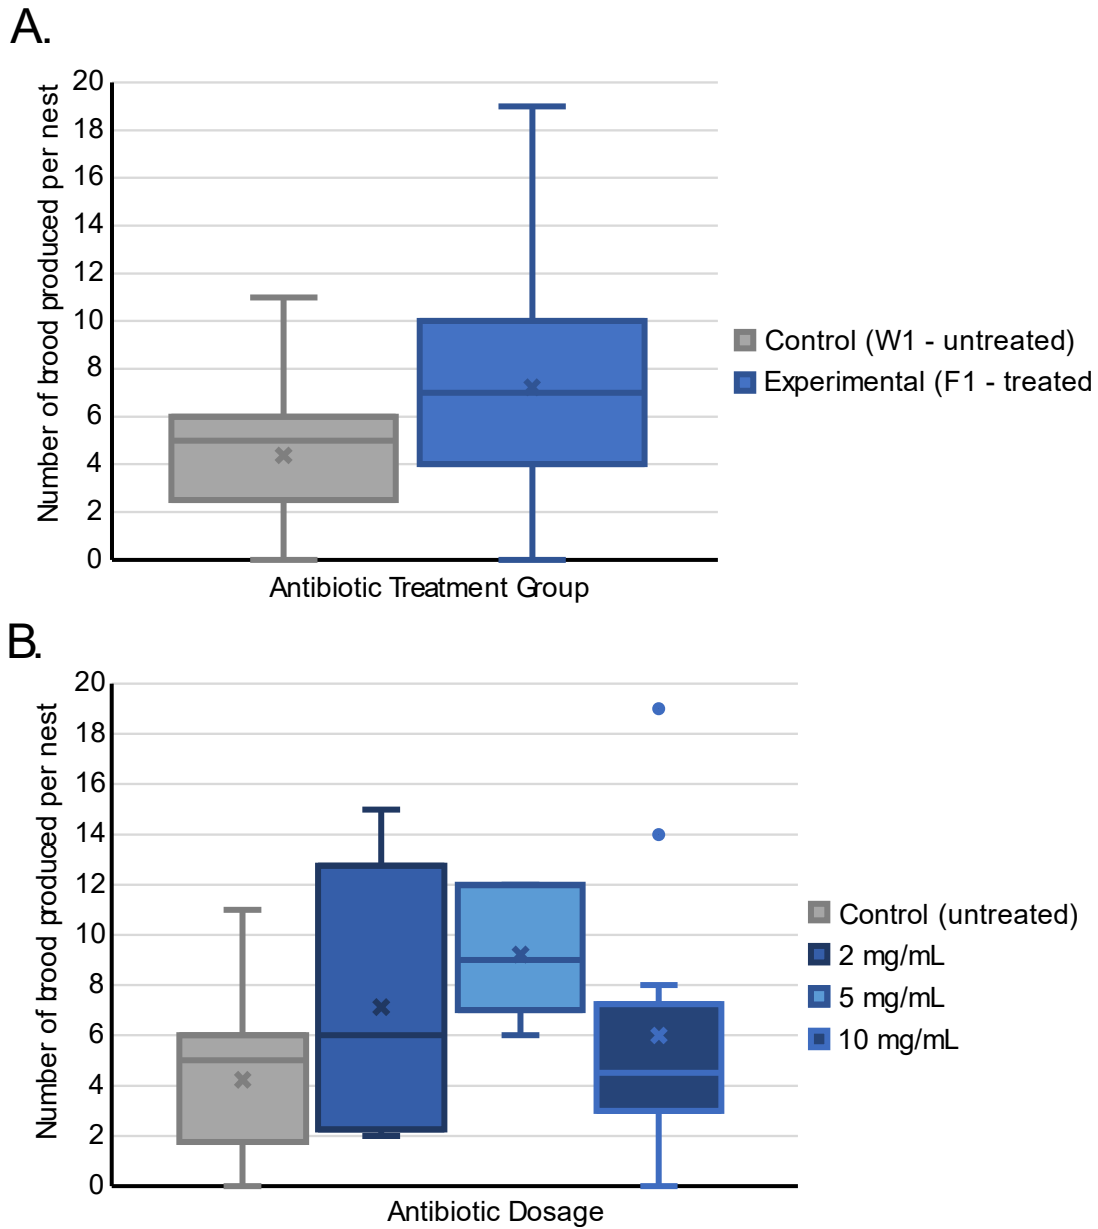 A.
20
18
16
14
12
10
8
6
4
2
0
Number of brood produced per nest
Antibiotic Treatment Group
Control (W1 - untreated)
Experimental (F1 - treated
B.
20
18
16
14
12
10
8
6
4
2
0
Number of brood produced per nest
Antibiotic Dosage
Control (untreated)
2 mg/mL
5 mg/mL
10 mg/mL